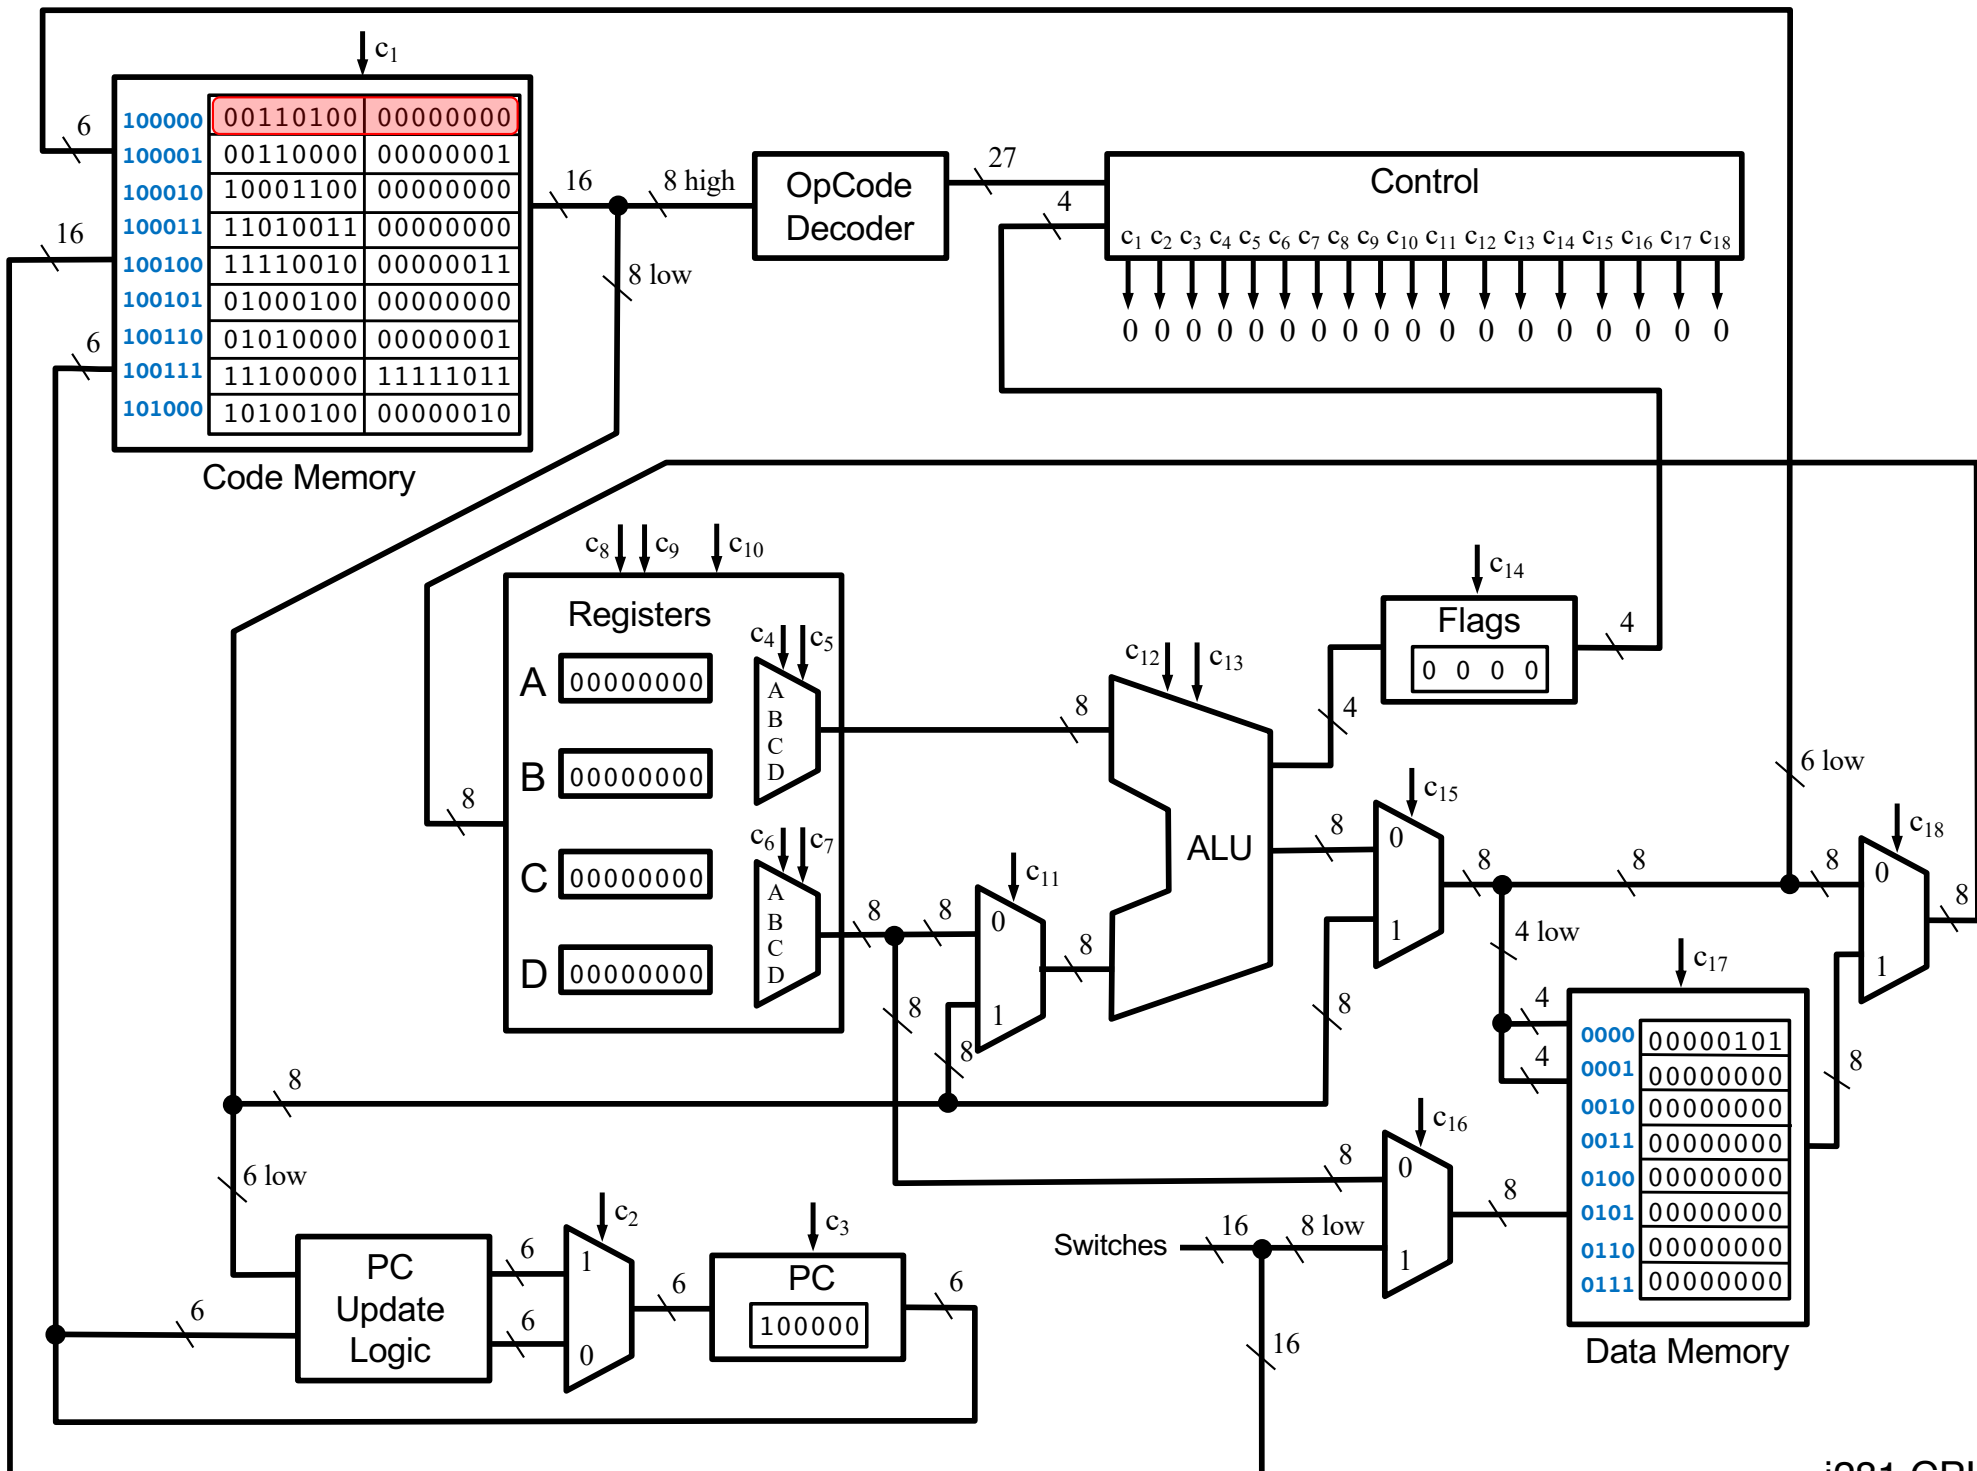 c1
100000 00110100 00000000
100001 00110000 00000001
100010 10001100 00000000
100011 11010011 00000000
100100 11110010 00000011
100101 01000100 00000000
100110 01010000 00000001
100111 11100000 11111011
101000 10100100 00000010
Code Memory
6
16
6
16
8 high
8 low
OpCode
Decoder
27
4
Control
c1 c2 c3 c4 c5 c6 c7 c8 c9 c10 c11 c12 c13 c14 c15 c16 c17 c18
0 0 0 0 0 0 0 0 0 0 0 0 0 0 0 0 0 0
c8 c9 c10
Registers
A 00000000
B 00000000
C 00000000
D 00000000
c4 c5
A
B
C
D
c6 c7
A
B
C
D
8
8
8
8
8
8
c11
0
1
8
8
c12 c13
ALU
c14
Flags
0 0 0 0
4
4
8
c15
0
1
8
8
8
8
6 low
4 low
c18
0
1
8
8
c17
4
4
0000 00000101
0001 00000000
0010 00000000
0011 00000000
0100 00000000
0101 00000000
0110 00000000
0111 00000000
Data Memory
8
8
c16
0
1
8
Switches
16
8 low
16
6 low
6
PC
Update
Logic
6
6
c2
1
0
6
c3
PC
100000
6